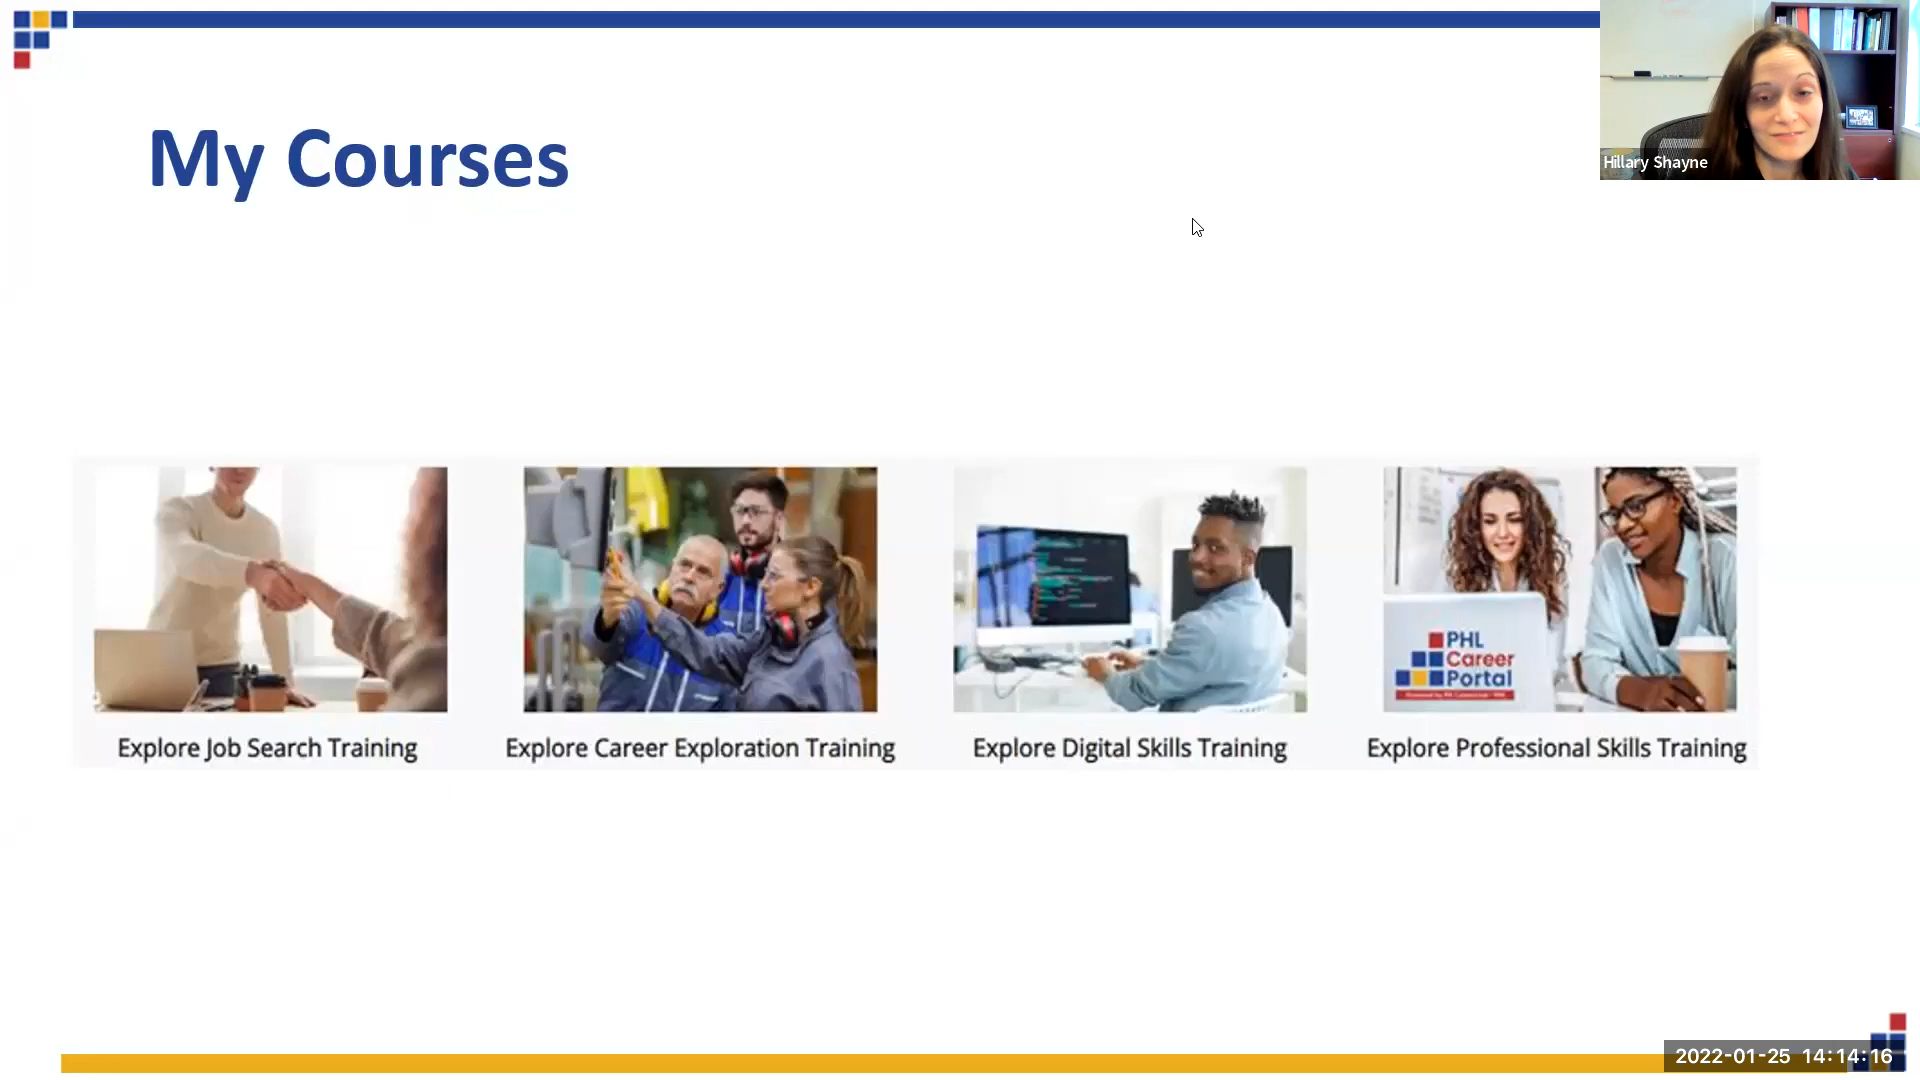 My Courses
Hillary Shayne
PHL
Career
Portal
Explore Job Search Training
Explore Career Exploration Training
Explore Digital Skills Training
Explore Professional Skills Training
2022-01-25 14:14:16